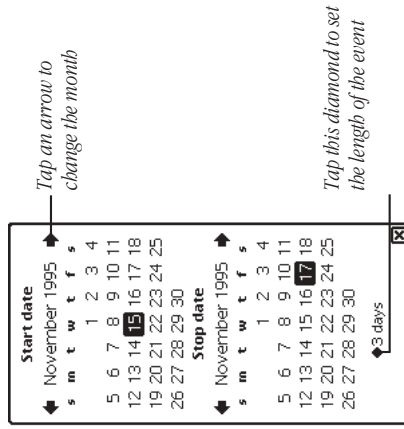 Start date
November 1995
s m t w t f s
1 2 3 4
5 6 7 8 9 10 11
12 13 14 15 16 17 18
19 20 21 22 23 24 25
26 27 28 29 30
Stop date
November 1995
s m t w t f s
1 2 3 4
5 6 7 8 9 10 11
12 13 14 15 16 17 18
19 20 21 22 23 24 25
26 27 28 29 30
3 days
Tap an arrow to
change the month
Tap this diamond to set
the length of the event